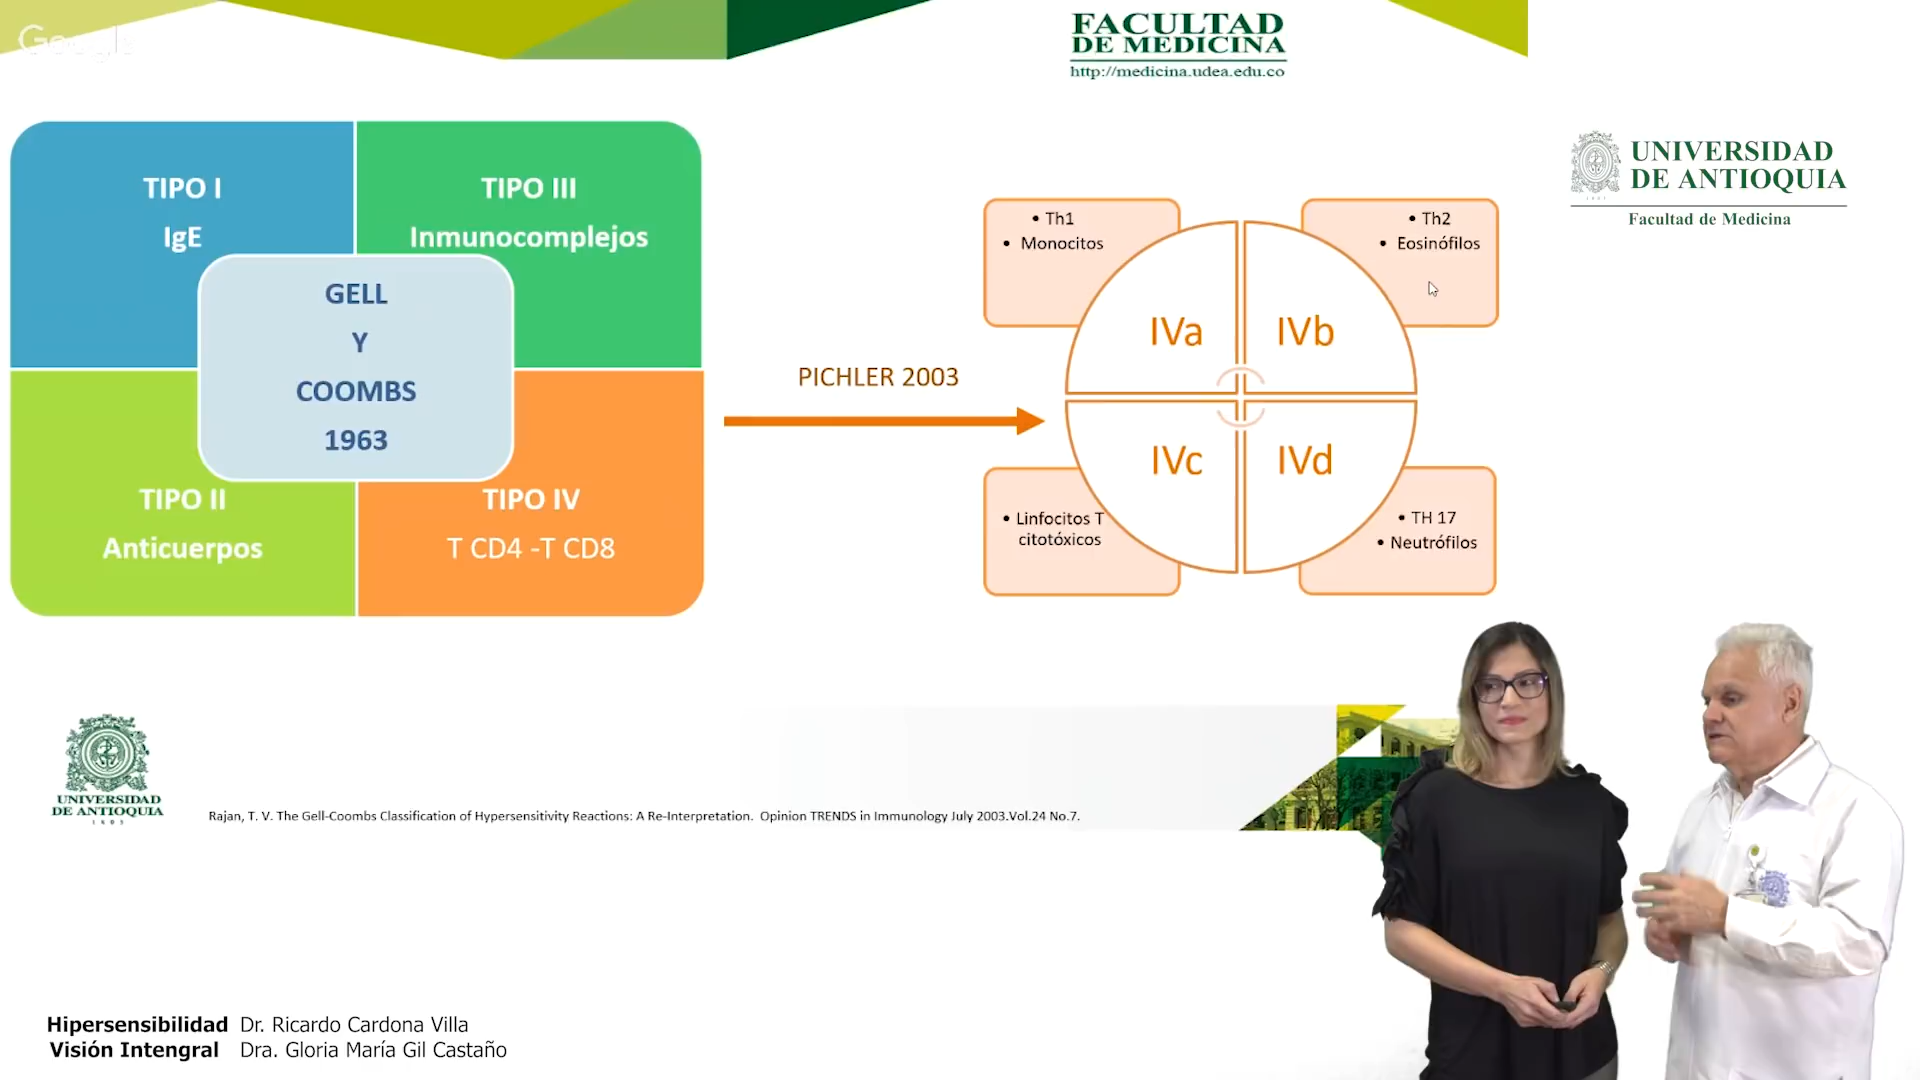 Google
FACULTAD
DE MEDICINA
http://medicina.udea.edu.co
UNIVERSIDAD
DE ANTIOQUIA
1803
Facultad de Medicina
TIPO I
IgE
TIPO III
Inmunocomplejos
GELL
Y
COOMBS
1963
TIPO II
Anticuerpos
TIPO IV
T CD4 -T CD8
PICHLER 2003
• Th1
• Monocitos
• Th2
• Eosinófilos
IVa
IVb
IVc
IVd
• Linfocitos T
citotóxicos
• TH 17
• Neutrófilos
UNIVERSIDAD
DE ANTIOQUIA
1803
Rajan, T. V. The Gell-Coombs Classification of Hypersensitivity Reactions: A Re-Interpretation. Opinion TRENDS in Immunology July 2003.Vol.24 No.7.
Hipersensibilidad Dr. Ricardo Cardona Villa
Visión Intengral Dra. Gloria María Gil Castaño